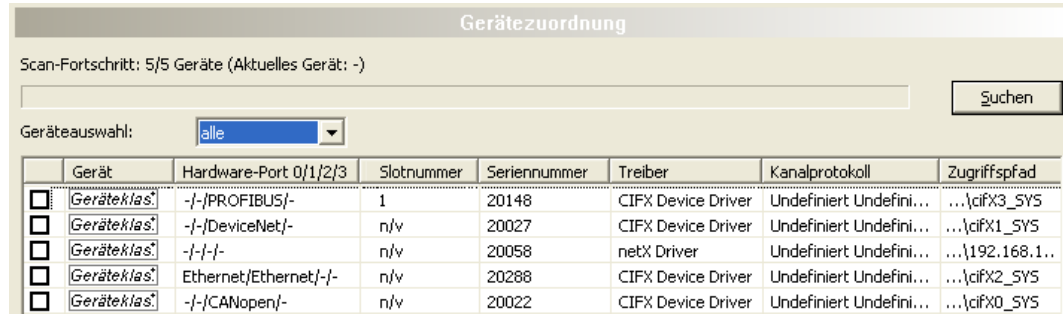 Gerätezuordnung
Scan-Fortschritt: 5/5 Geräte (Aktuelles Gerät: -)
Suchen
Geräteauswahl: alle
Gerät Hardware-Port 0/1/2/3 Slotnummer Seriennummer Treiber Kanalprotokoll Zugriffspfad
Geräteklas. -/-/PROFIBUS/- 1 20148 CIFX Device Driver Undefiniert Undefini... ...\cifX3_SYS
Geräteklas. -/-/DeviceNet/- n/v 20027 CIFX Device Driver Undefiniert Undefini... ...\cifX1_SYS
Geräteklas. -/-/-/- n/v 20058 netX Driver Undefiniert Undefini... ...\192.168.1..
Geräteklas. Ethernet/Ethernet/-/- n/v 20288 CIFX Device Driver Undefiniert Undefini... ...\cifX2_SYS
Geräteklas. -/-/CANopen/- n/v 20022 CIFX Device Driver Undefiniert Undefini... ...\cifX0_SYS